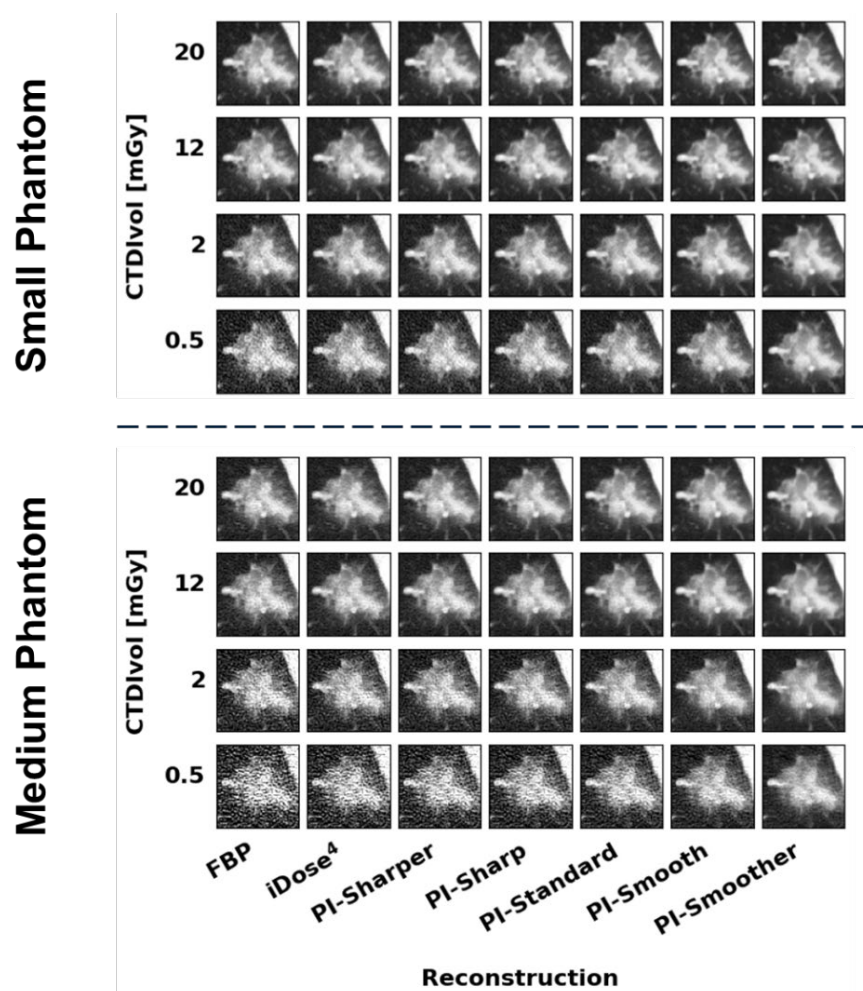 Small Phantom
CTDIvol [mGy]
20
12
2
0.5
Medium Phantom
CTDIvol [mGy]
20
12
2
0.5
FBP
iDose⁴
PI-Sharper
PI-Sharp
PI-Standard
PI-Smooth
PI-Smoother
Reconstruction